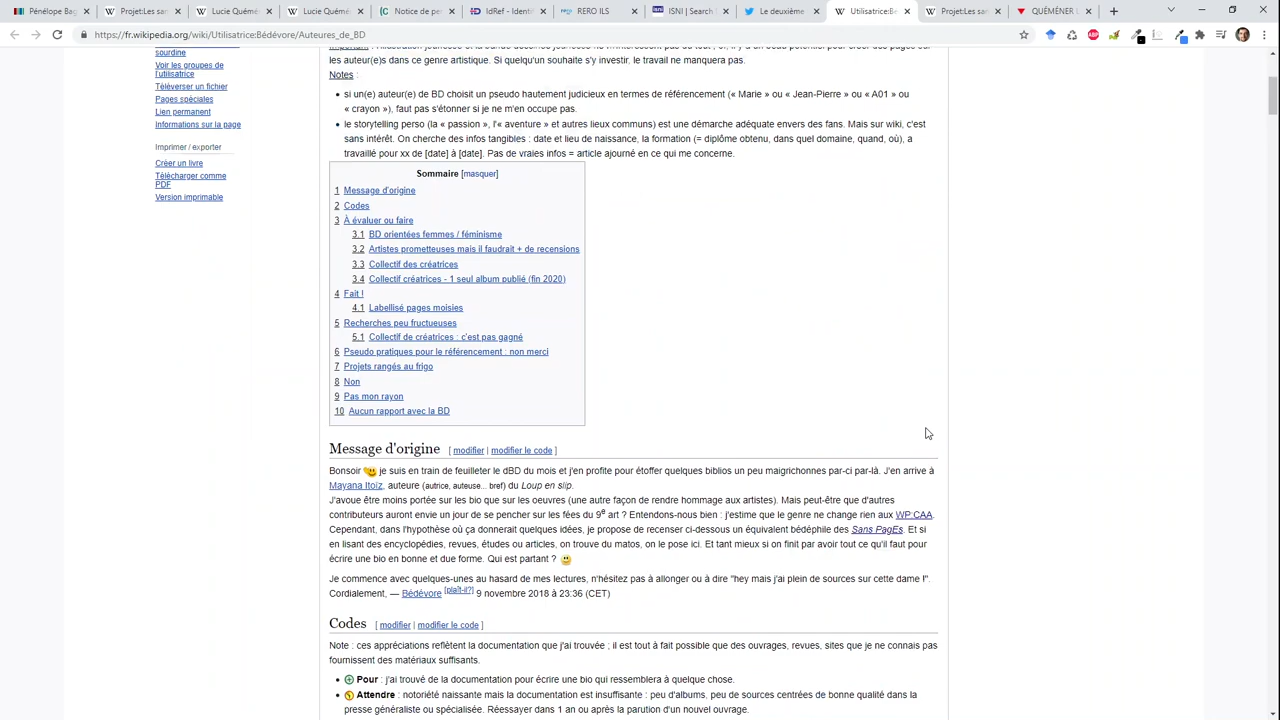 Pénélope Bag
Projet:Les san
Lucie Quémé
Lucie Quémé
Notice de per
IdRef - Identi
RERO ILS
ISNI | Search
Le deuxième
Utilisatrice:Bé
Projet:Les san
QUÉMÉNER L
https://fr.wikipedia.org/wiki/Utilisatrice:Bédévore/Auteures_de_BD
les auteur(e)s dans ce genre artistique. Si quelqu'un souhaite s'y investir. le travail ne manquera pas.
sourdine
Voir les groupes de
l'utilisatrice
Téléverser un fichier
Pages spéciales
Lien permanent
Informations sur la page
Imprimer / exporter
Créer un livre
Télécharger comme
PDF
Version imprimable
Notes :
si un(e) auteur(e) de BD choisit un pseudo hautement judicieux en termes de référencement (« Marie » ou « Jean-Pierre » ou « A01 » ou
« crayon »), faut pas s'étonner si je ne m'en occupe pas.
le storytelling perso (la « passion », l'« aventure » et autres lieux communs) est une démarche adéquate envers des fans. Mais sur wiki, c'est
sans intérêt. On cherche des infos tangibles : date et lieu de naissance, la formation (= diplôme obtenu, dans quel domaine, quand, où), a
travaillé pour xx de [date] à [date]. Pas de vraies infos = article ajourné en ce qui me concerne.
Sommaire [masquer]
1 Message d'origine
2 Codes
3 À évaluer ou faire
3.1 BD orientées femmes / féminisme
3.2 Artistes prometteuses mais il faudrait + de recensions
3.3 Collectif des créatrices
3.4 Collectif créatrices - 1 seul album publié (fin 2020)
4 Fait !
4.1 Labellisé pages moisies
5 Recherches peu fructueuses
5.1 Collectif de créatrices : c'est pas gagné
6 Pseudo pratiques pour le référencement : non merci
7 Projets rangés au frigo
8 Non
9 Pas mon rayon
10 Aucun rapport avec la BD
Message d'origine [ modifier | modifier le code ]
Bonsoir je suis en train de feuilleter le dBD du mois et j'en profite pour étoffer quelques biblios un peu maigrichonnes par-ci par-là. J'en arrive à
Mayana Itoïz, auteure (autrice, auteuse... bref) du Loup en slip.
J'avoue être moins portée sur les bio que sur les oeuvres (une autre façon de rendre hommage aux artistes). Mais peut-être que d'autres
contributeurs auront envie un jour de se pencher sur les fées du 9e art ? Entendons-nous bien : j'estime que le genre ne change rien aux WP:CAA.
Cependant, dans l'hypothèse où ça donnerait quelques idées, je propose de recenser ci-dessous un équivalent bédéphile des Sans PagEs. Et si
en lisant des encyclopédies, revues, études ou articles, on trouve du matos, on le pose ici. Et tant mieux si on finit par avoir tout ce qu'il faut pour
écrire une bio en bonne et due forme. Qui est partant ?
Je commence avec quelques-unes au hasard de mes lectures, n'hésitez pas à allonger ou à dire "hey mais j'ai plein de sources sur cette dame !".
Cordialement, — Bédévore [plaît-il?] 9 novembre 2018 à 23:36 (CET)
Codes [ modifier | modifier le code ]
Note : ces appréciations reflètent la documentation que j'ai trouvée ; il est tout à fait possible que des ouvrages, revues, sites que je ne connais pas
fournissent des matériaux suffisants.
Pour : j'ai trouvé de la documentation pour écrire une bio qui ressemblera à quelque chose.
Attendre : notoriété naissante mais la documentation est insuffisante : peu d'albums, peu de sources centrées de bonne qualité dans la
presse généraliste ou spécialisée. Réessayer dans 1 an ou après la parution d'un nouvel ouvrage.